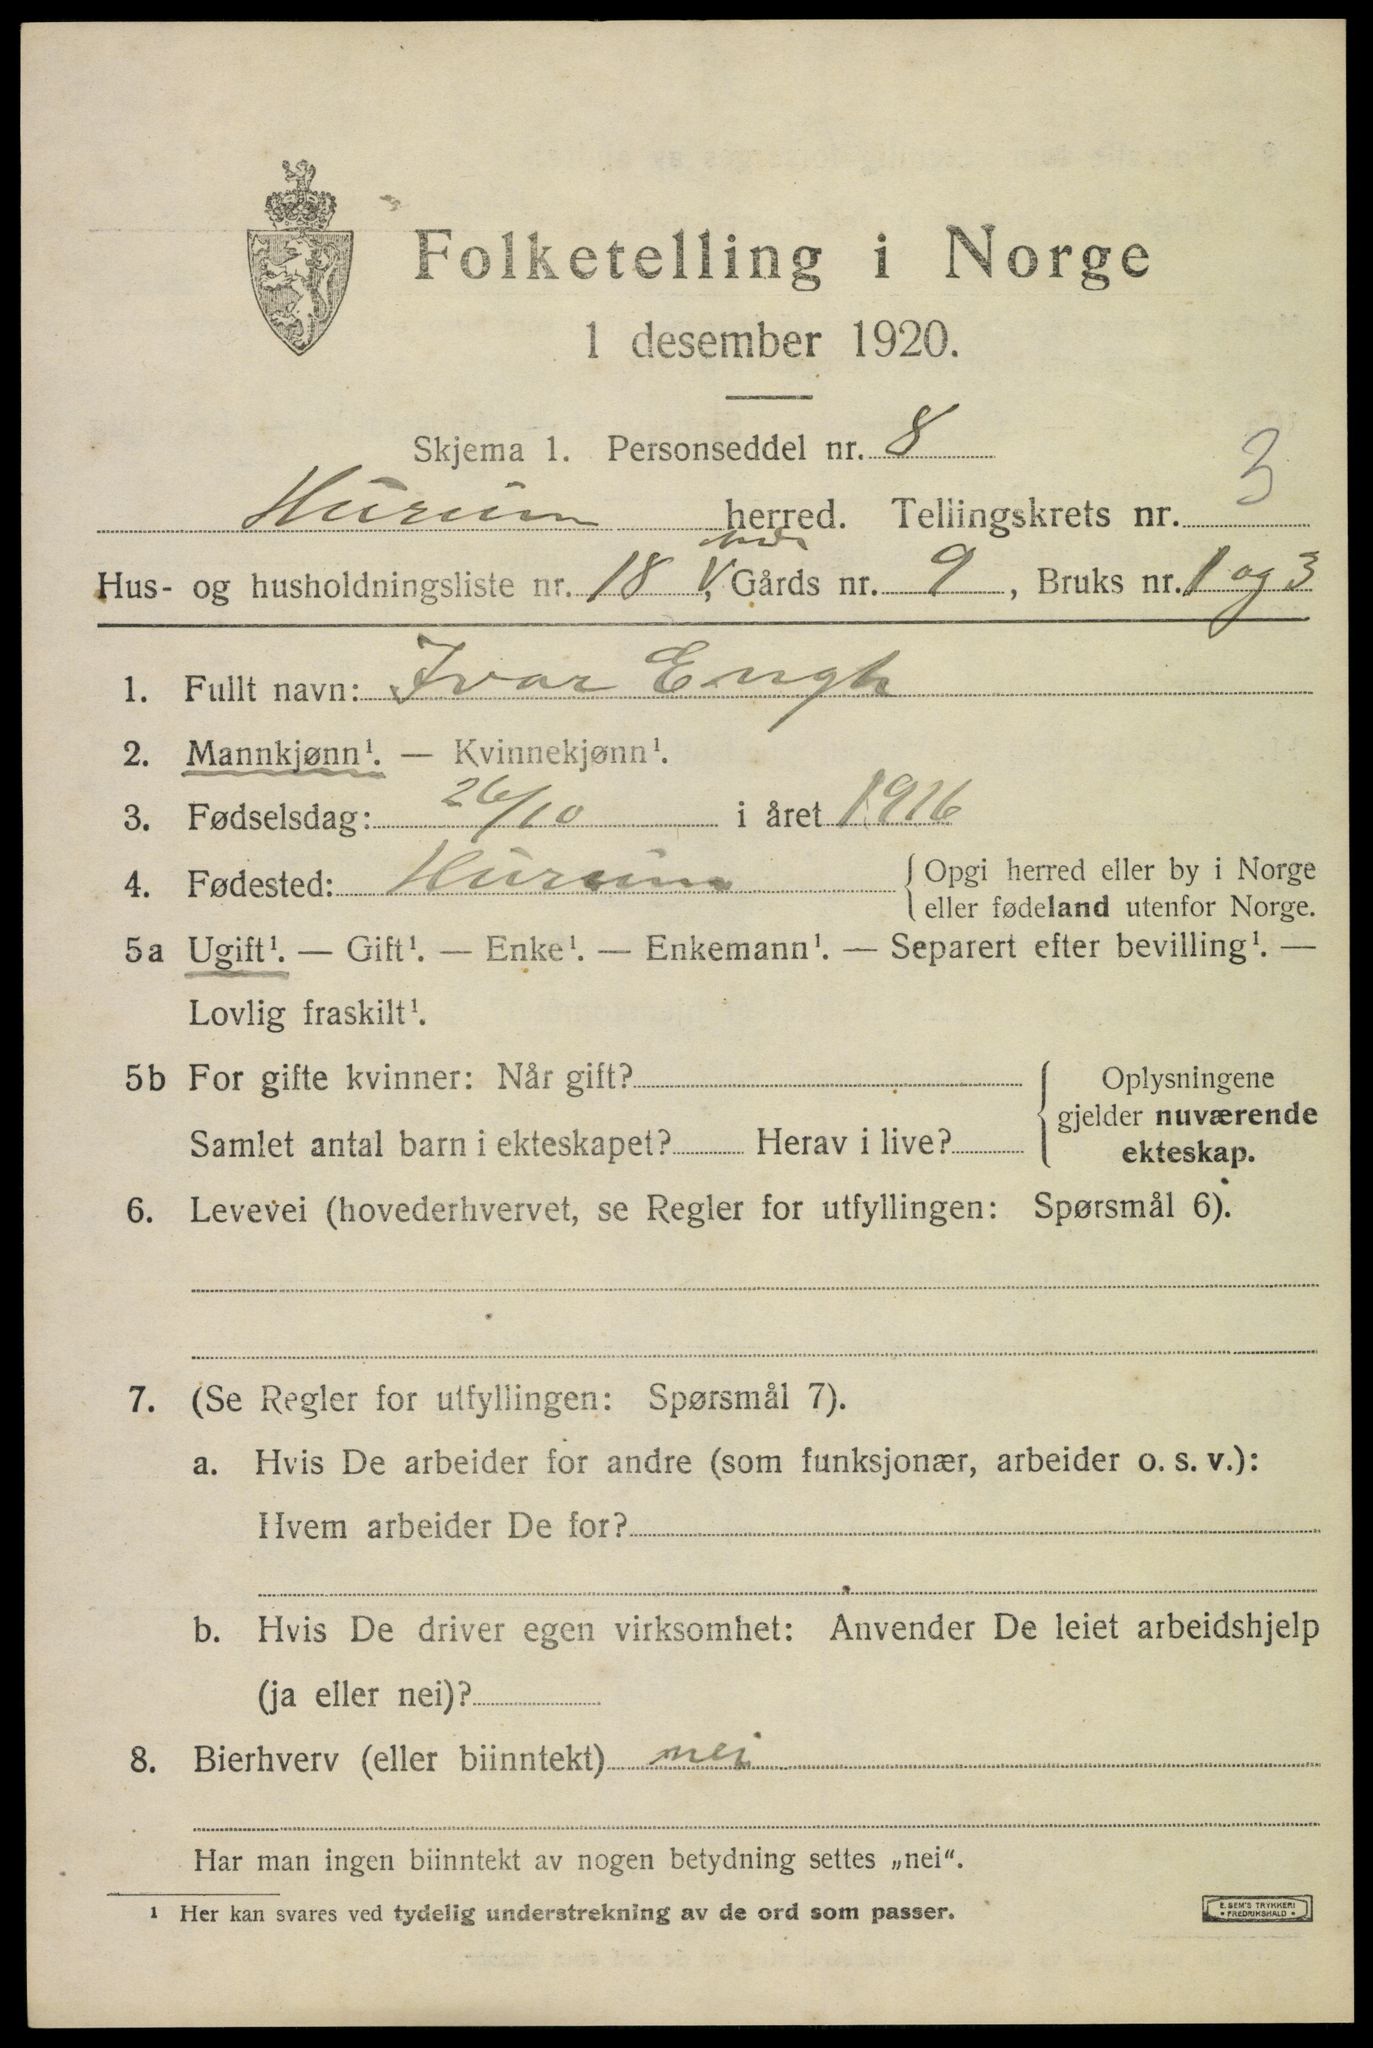 Folketelling i Norge
1 desember 1920.
Skjema 1. Personseddel nr. 8
Hurum herred. Tellingskrets nr. 3
Hus- og husholdningsliste nr. 18 V, Gårds nr. 9, Bruks nr. 1 og 3
1. Fullt navn: Ivar Engh
2. Mannkjønn¹. — Kvinnekjønn¹.
3. Fødselsdag: 26/10 i året 1916
4. Fødested: Hurum { Opgi herred eller by i Norge
eller fødeland utenfor Norge.
5a Ugift¹. — Gift¹. — Enke¹. — Enkemann¹. — Separert efter bevilling¹. —
Lovlig fraskilt¹.
5b For gifte kvinner: Når gift?
Samlet antal barn i ekteskapet? Herav i live?
{ Oplysningene
gjelder nuværende
ekteskap.
6. Levevei (hovederhvervet, se Regler for utfyllingen: Spørsmål 6).
7. (Se Regler for utfyllingen: Spørsmål 7).
a. Hvis De arbeider for andre (som funksjonær, arbeider o. s. v.):
Hvem arbeider De for?
b. Hvis De driver egen virksomhet: Anvender De leiet arbeidshjelp
(ja eller nei)?
8. Bierhverv (eller biinntekt) nei
Har man ingen biinntekt av nogen betydning settes „nei“.
¹ Her kan svares ved tydelig understrekning av de ord som passer.
E. SEM'S TRYKKERI
• FREDRIKSHALD •